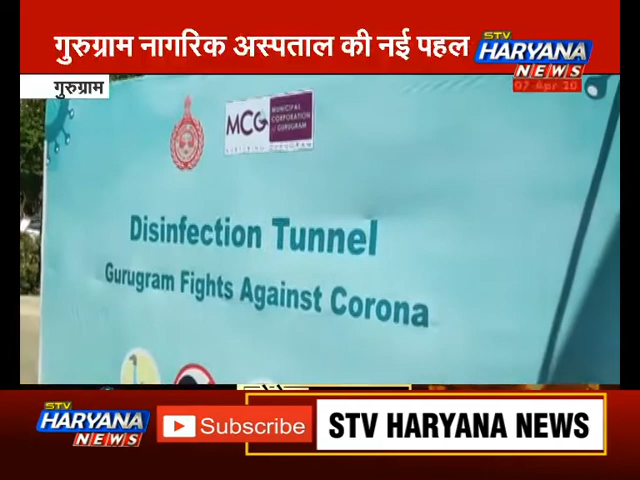 गुरुग्राम नागरिक अस्पताल की नई पहल
STV
HARYANA
NEWS
07 Apr 20
गुरुग्राम
MCG
MUNICIPAL
CORPORATION
of GURUGRAM
Disinfection Tunnel
Gurugram Fights Against Corona
STV
HARYANA
NEWS
Subscribe
STV HARYANA NEWS